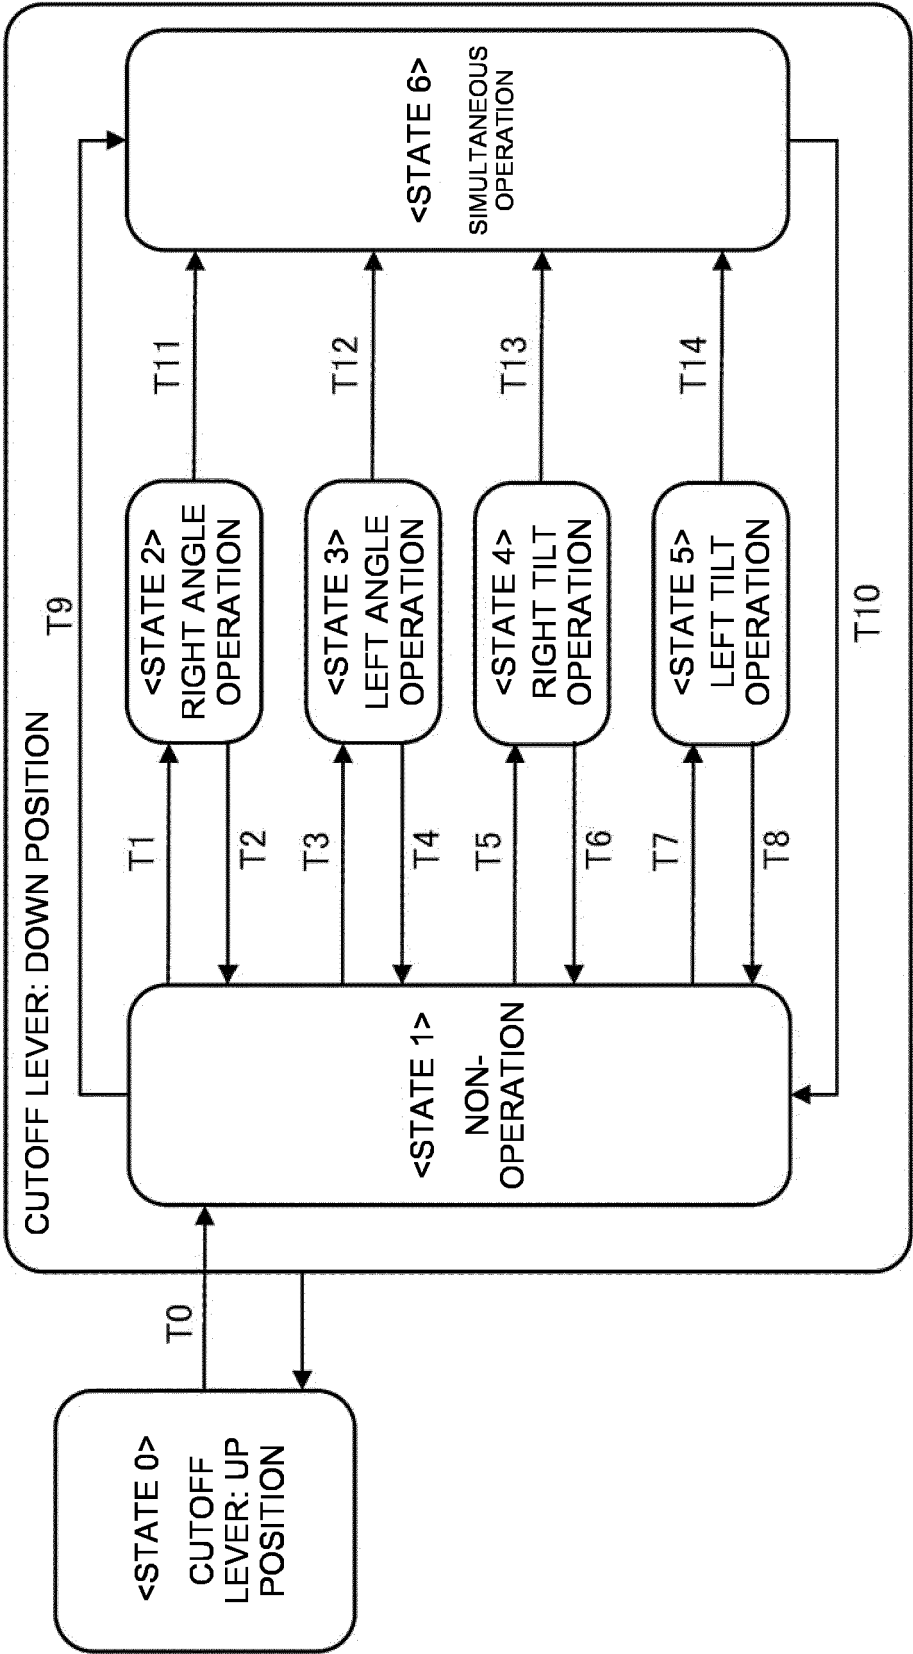 CUTOFF LEVER: DOWN POSITION
<STATE 0>
CUTOFF
LEVER: UP
POSITION
T0
<STATE 1>
NON-
OPERATION
T9
T1
T2
T3
T4
T5
T6
T7
T8
<STATE 2>
RIGHT ANGLE
OPERATION
<STATE 3>
LEFT ANGLE
OPERATION
<STATE 4>
RIGHT TILT
OPERATION
<STATE 5>
LEFT TILT
OPERATION
T11
T12
T13
T14
<STATE 6>
SIMULTANEOUS
OPERATION
T10